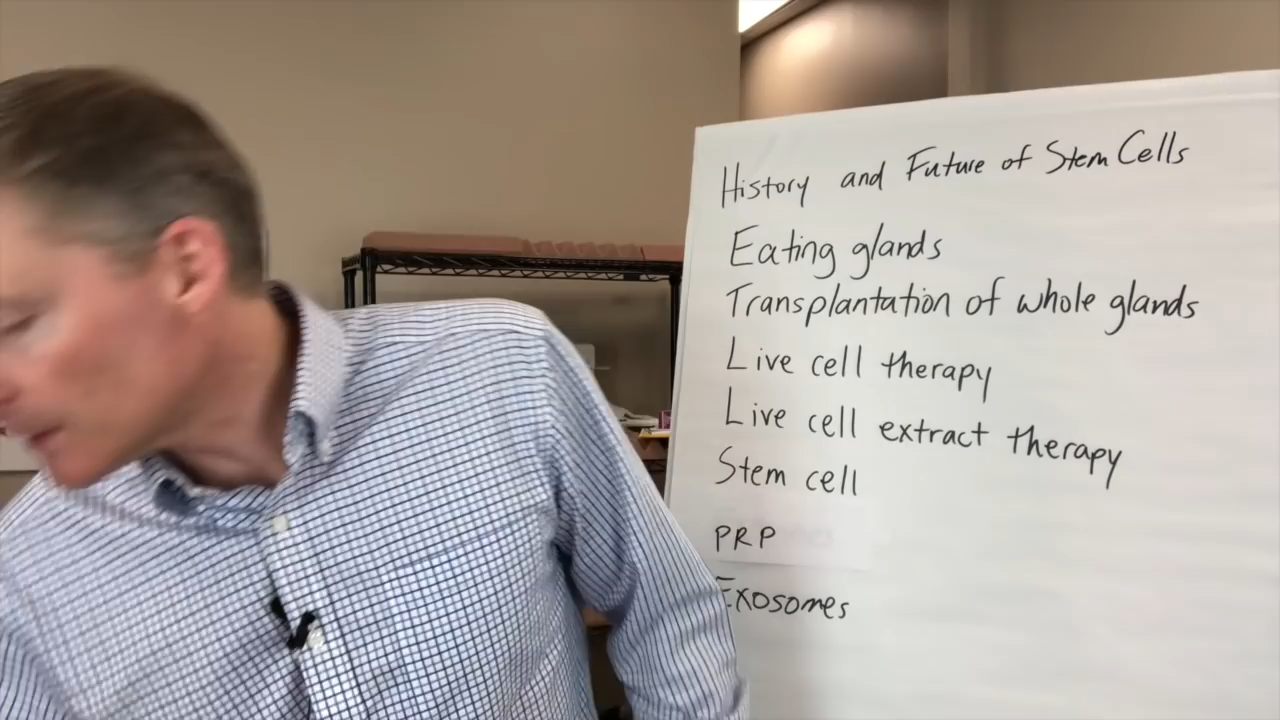 History and Future of Stem Cells
Eating glands
Transplantation of whole glands
Live cell therapy
Live cell extract therapy
Stem cell
PRP
Exosomes